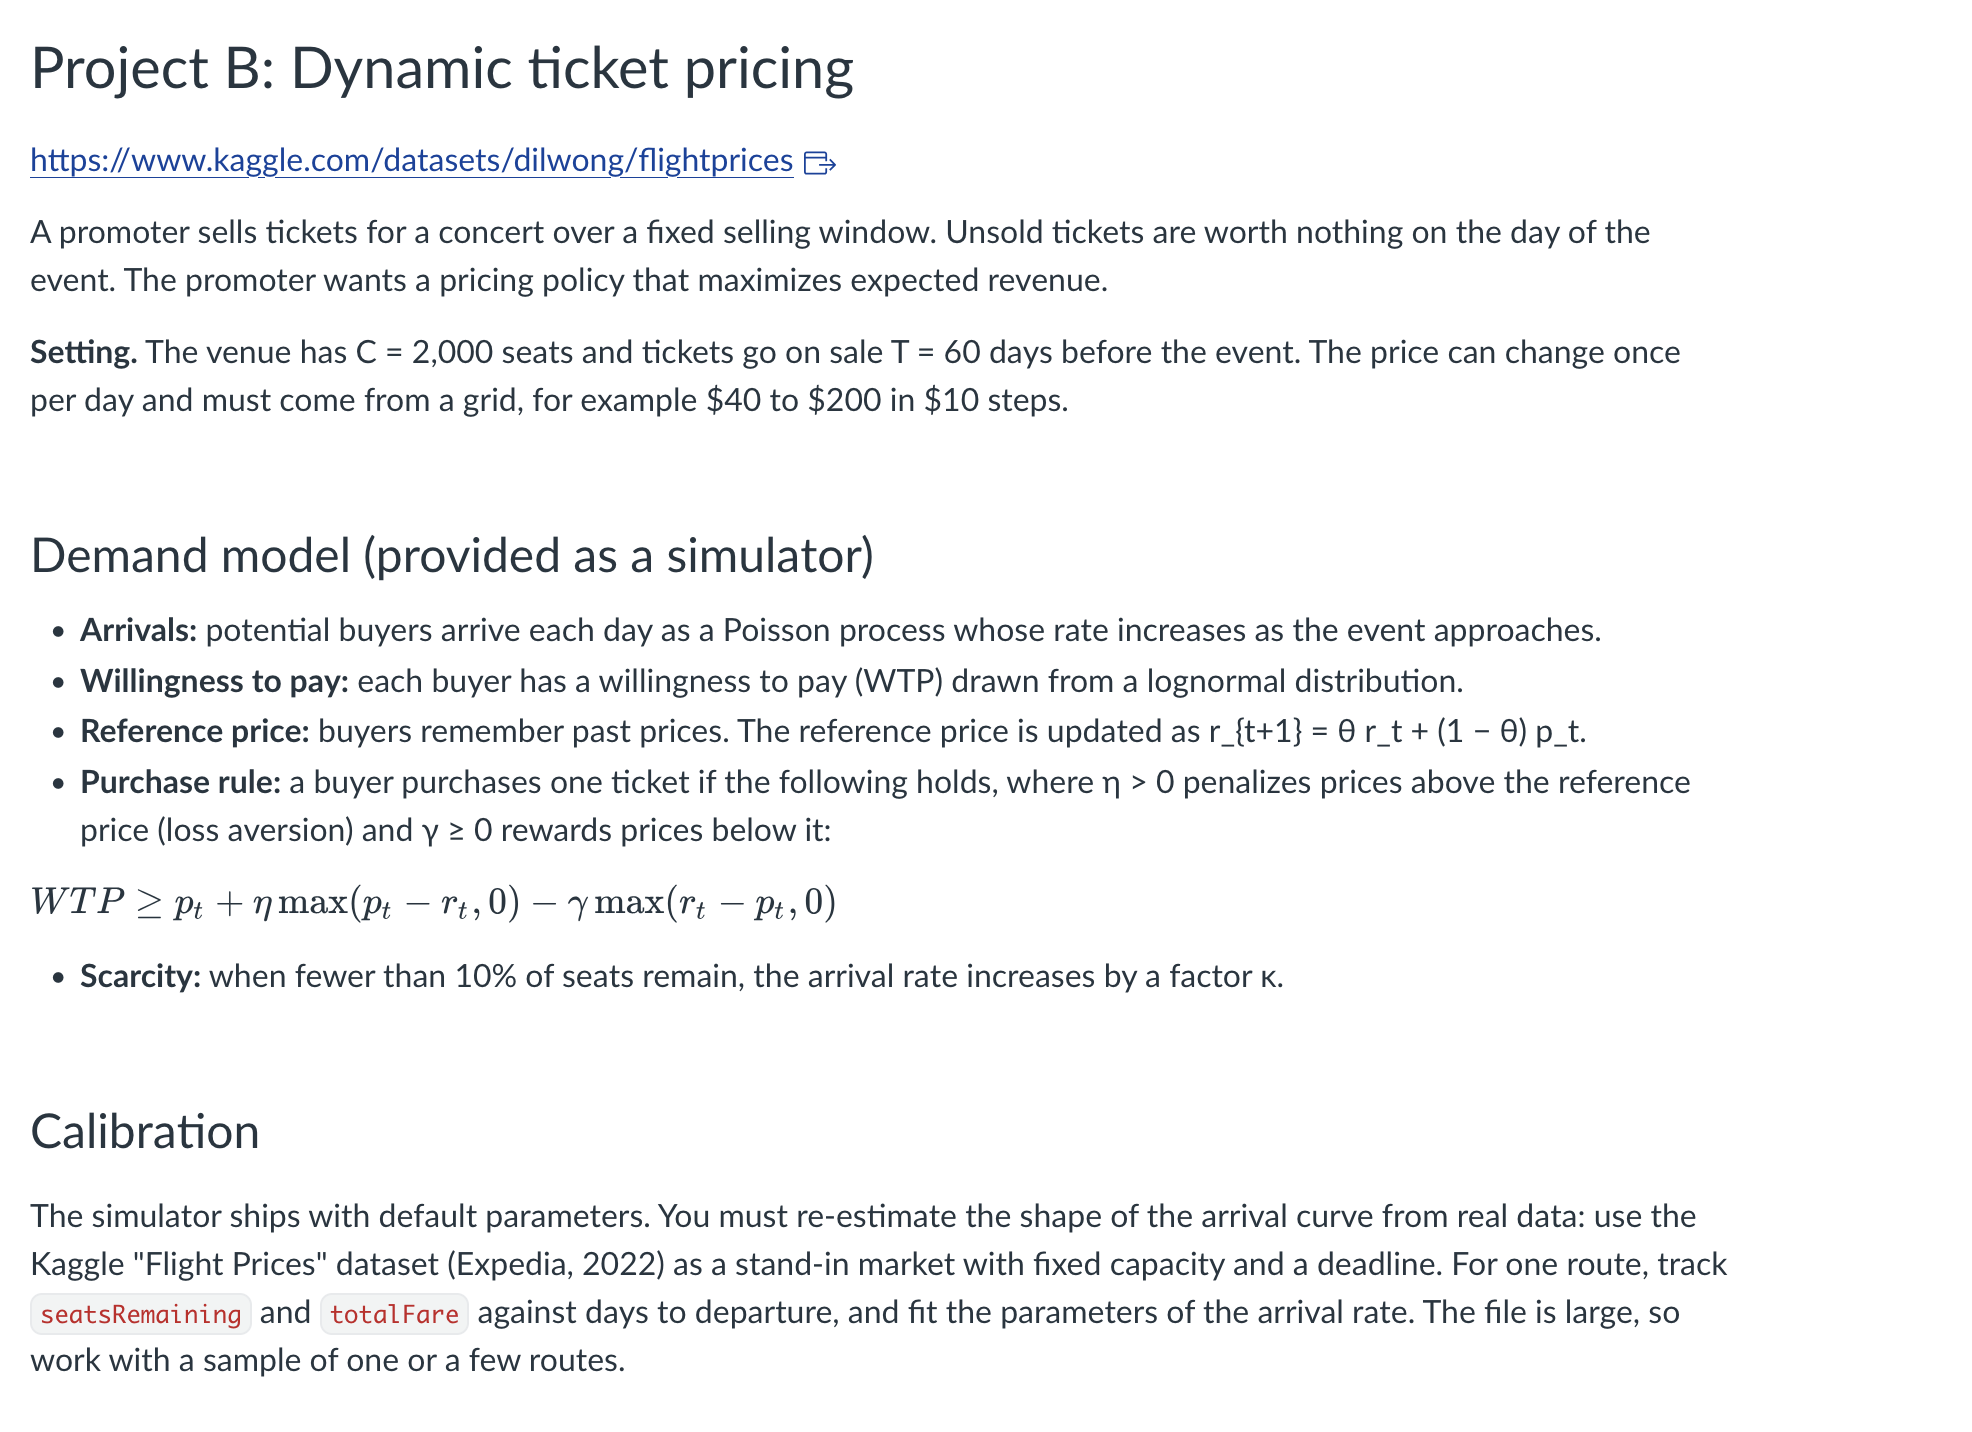 Project B: Dynamic ticket pricing
https://www.kaggle.com/datasets/dilwong/flightprices
A promoter sells tickets for a concert over a fixed selling window. Unsold tickets are worth nothing on the day of the
event. The promoter wants a pricing policy that maximizes expected revenue.
Setting. The venue has C = 2,000 seats and tickets go on sale T = 60 days before the event. The price can change once
per day and must come from a grid, for example $40 to $200 in $10 steps.
Demand model (provided as a simulator)
• Arrivals: potential buyers arrive each day as a Poisson process whose rate increases as the event approaches.
• Willingness to pay: each buyer has a willingness to pay (WTP) drawn from a lognormal distribution.
• Reference price: buyers remember past prices. The reference price is updated as r_{t+1} = θ r_t + (1 − θ) p_t.
• Purchase rule: a buyer purchases one ticket if the following holds, where η > 0 penalizes prices above the reference
price (loss aversion) and γ ≥ 0 rewards prices below it:
WTP ≥ p_t + η max(p_t − r_t, 0) − γ max(r_t − p_t, 0)
• Scarcity: when fewer than 10% of seats remain, the arrival rate increases by a factor κ.
Calibration
The simulator ships with default parameters. You must re-estimate the shape of the arrival curve from real data: use the
Kaggle "Flight Prices" dataset (Expedia, 2022) as a stand-in market with fixed capacity and a deadline. For one route, track
seatsRemaining and totalFare against days to departure, and fit the parameters of the arrival rate. The file is large, so
work with a sample of one or a few routes.